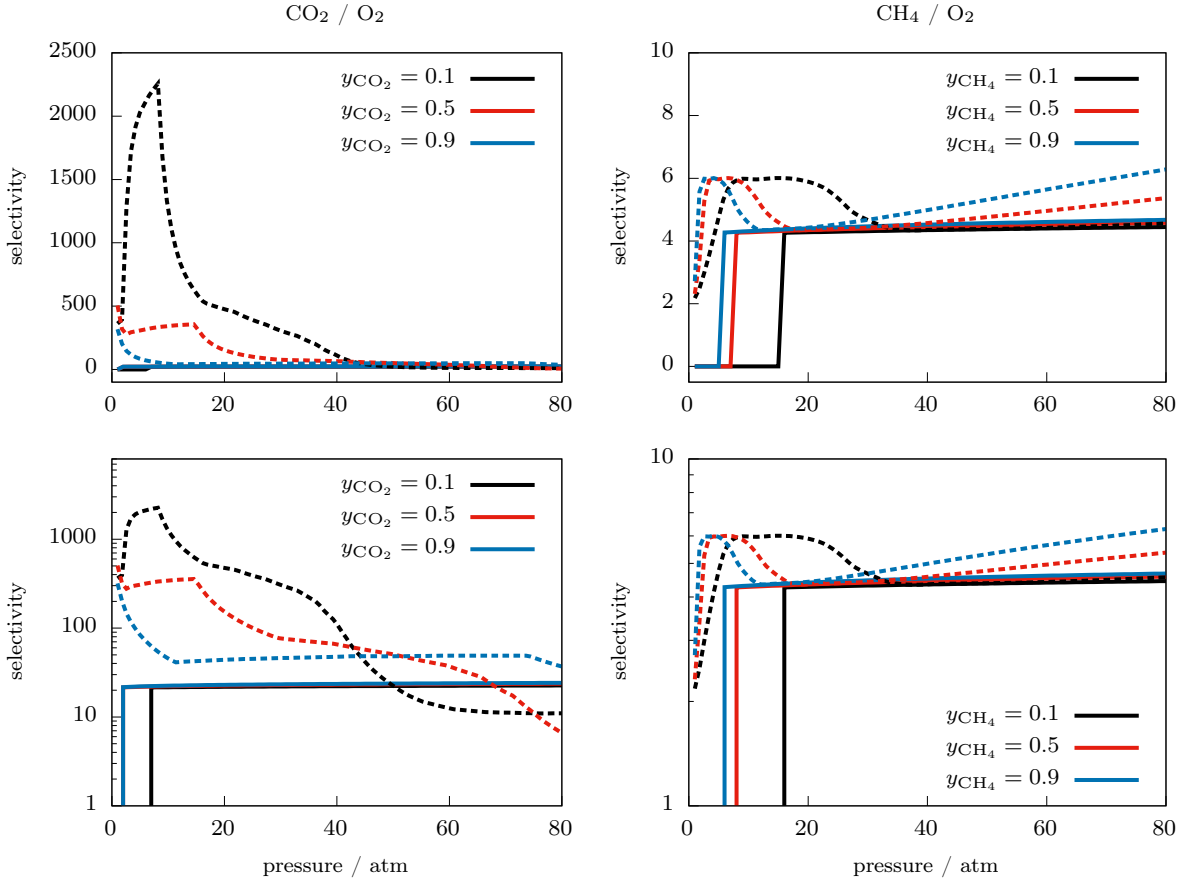 CO₂ / O₂
CH₄ / O₂
selectivity
2500
2000
1500
1000
500
0
0 20 40 60 80
y_CO₂ = 0.1
y_CO₂ = 0.5
y_CO₂ = 0.9
selectivity
10
8
6
4
2
0
0 20 40 60 80
y_CH₄ = 0.1
y_CH₄ = 0.5
y_CH₄ = 0.9
selectivity
1000
100
10
1
0 20 40 60 80
pressure / atm
y_CO₂ = 0.1
y_CO₂ = 0.5
y_CO₂ = 0.9
selectivity
10
1
0 20 40 60 80
pressure / atm
y_CH₄ = 0.1
y_CH₄ = 0.5
y_CH₄ = 0.9